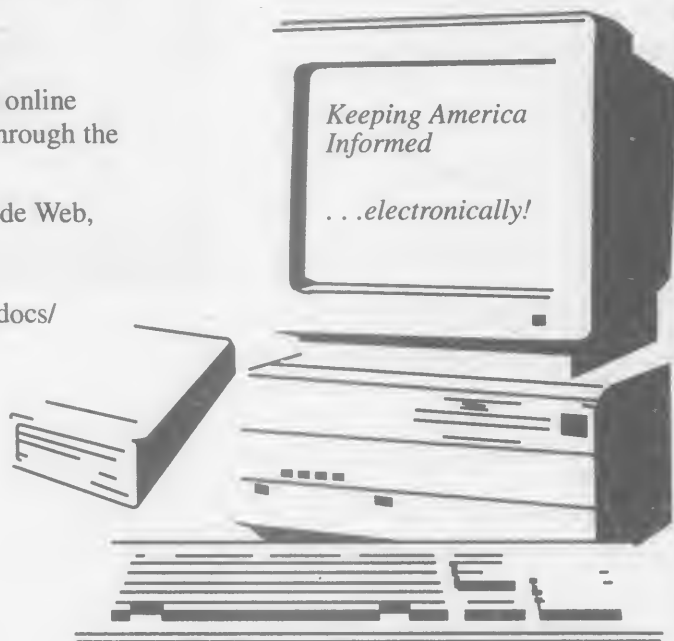 online
hrough the
de Web,
docs/
Keeping America
Informed
. . .electronically!